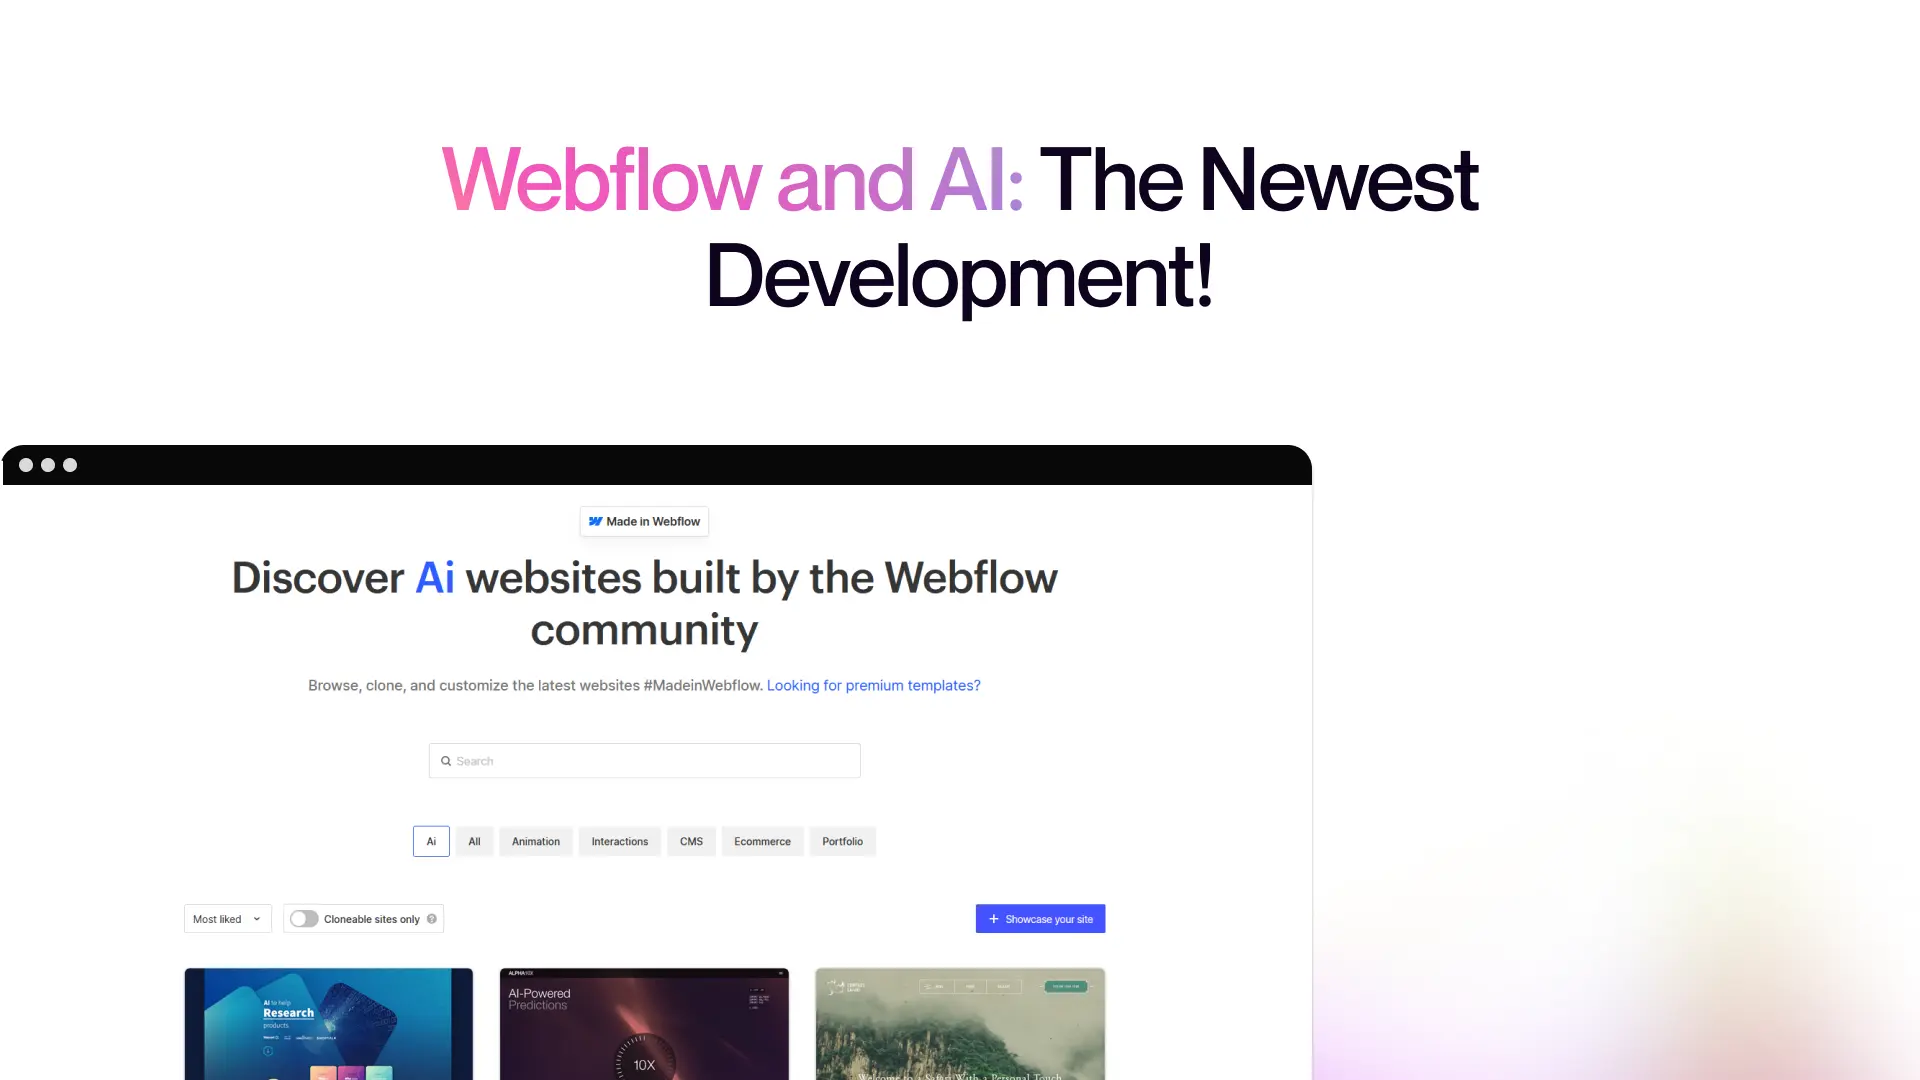 Webflow and AI: The Newest
Development!
Made in Webflow
Discover Ai websites built by the Webflow
community
Browse, clone, and customize the latest websites #MadeinWebflow. Looking for premium templates?
Search
Ai All Animation Interactions CMS Ecommerce Portfolio
Most liked Cloneable sites only ? + Showcase your site
AI to help
Research
products.
AI-Powered
Predictions
10X
Welcome to a Safari With a Personal Touch